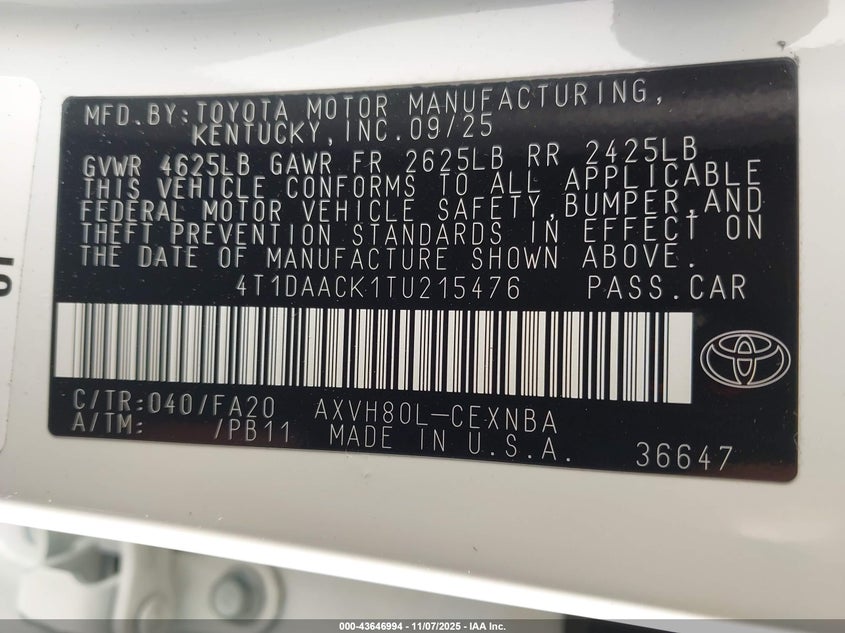 MFD.BY:TOYOTA MOTOR MANUFACTURING,
KENTUCKY,INC.09/25
GVWR 4625LB GAWR FR 2625LB RR 2425LB
THIS VEHICLE CONFORMS TO ALL APPLICABLE
FEDERAL MOTOR VEHICLE SAFETY,BUMPER,AND
THEFT PREVENTION STANDARDS IN EFFECT ON
THE DATE OF MANUFACTURE SHOWN ABOVE.
4T1DAACK1TU215476 PASS.CAR
C/TR:040/FA20 AXVH80L-CEXNBA
A/TM: /PB11 MADE IN U.S.A. 36647
000-43646994 - 11/07/2025 - IAA Inc.